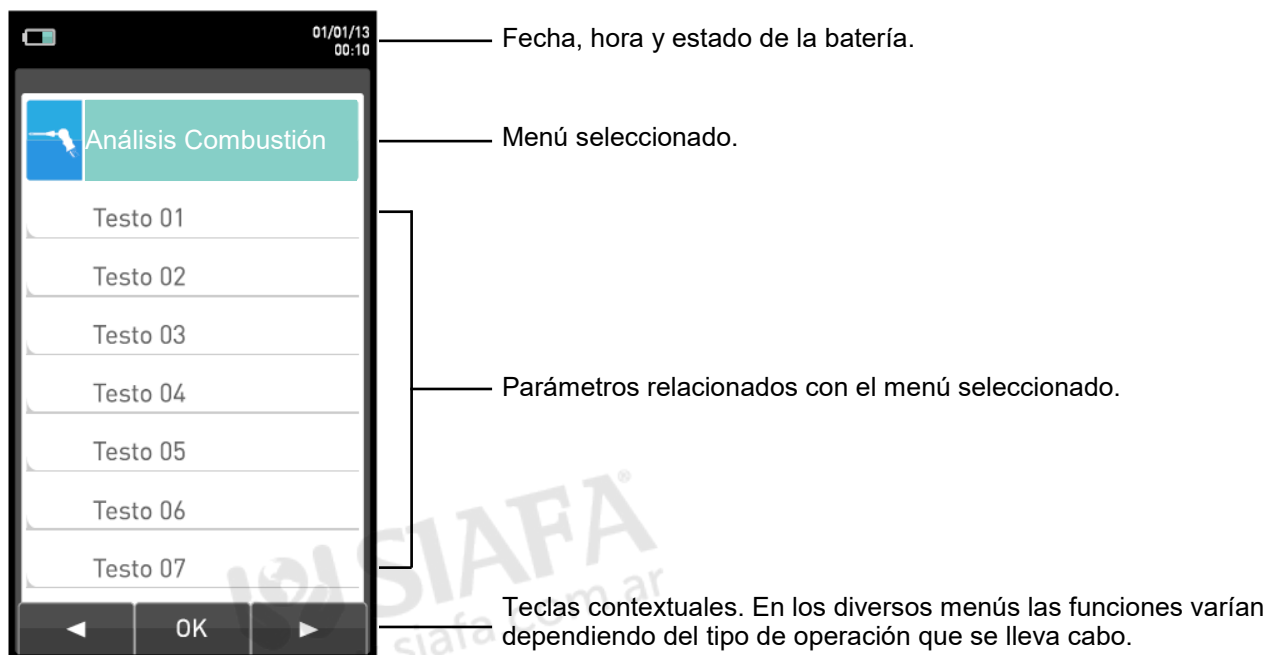 01/01/13
00:10
Fecha, hora y estado de la batería.
Análisis Combustión
Menú seleccionado.
Testo 01
Testo 02
Testo 03
Testo 04
Testo 05
Testo 06
Testo 07
Parámetros relacionados con el menú seleccionado.
SIAFA®
siafa.com.ar
OK
Teclas contextuales. En los diversos menús las funciones varían
dependiendo del tipo de operación que se lleva cabo.